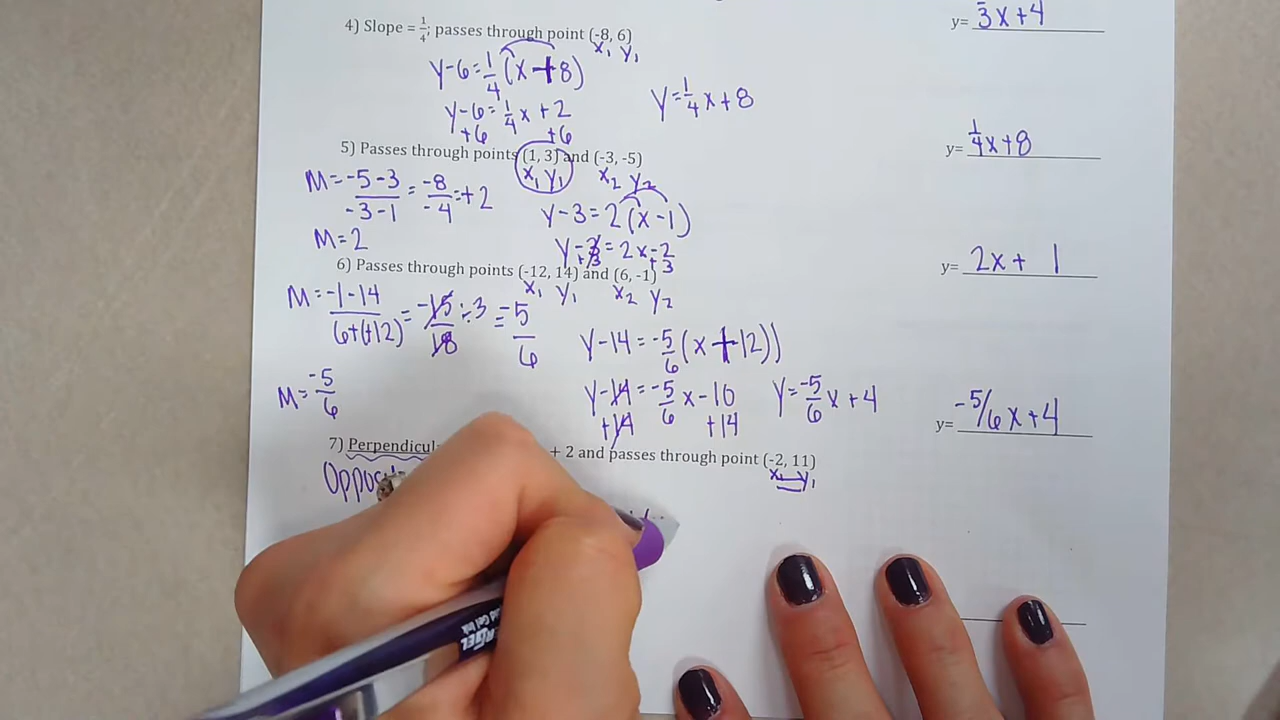 4) Slope = 1/4; passes through point (-8, 6)
x₁ y₁
y= 3x+4
y-6=1/4(x+8)
y-6=1/4x+2
+6 +6
y=1/4x+8
y= 1/4x+8
5) Passes through points (1, 3) and (-3, -5)
x₁ y₁ x₂ y₂
M= -5-3/-3-1 = -8/-4 = +2
M=2
y-3=2(x-1)
y-3=2x-2
+3 +3
y= 2x+ 1
6) Passes through points (-12, 14) and (6, -1)
x₁ y₁ x₂ y₂
M= -1-14/6+(+12) = -15/18 ÷3 = -5/6
M= -5/6
y-14= -5/6(x+12))
y-14= -5/6x-10
+14 +14
y= -5/6x+4
y= -5/6x+4
7) Perpendicul + 2 and passes through point (-2, 11)
x₁ y₁